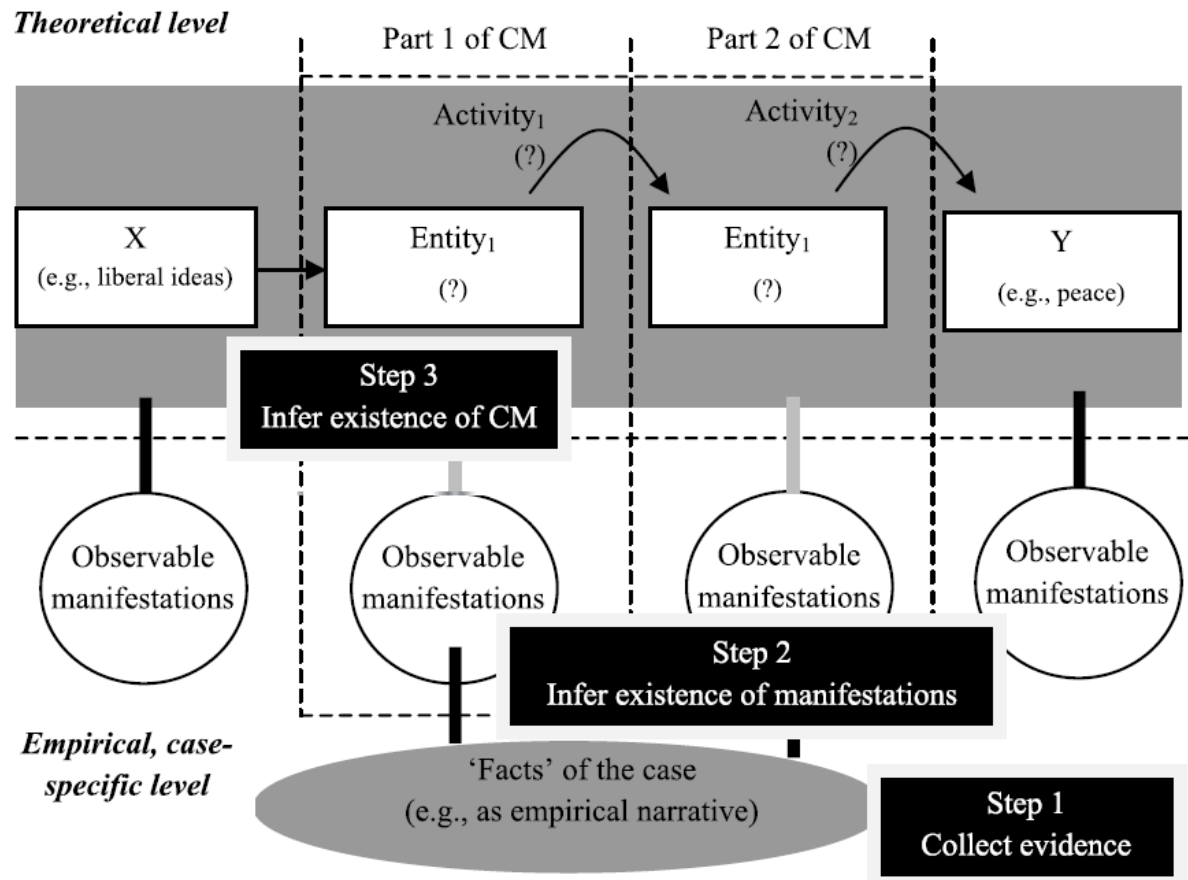 Theoretical level
Part 1 of CM
Part 2 of CM
Activity₁
(?)
Activity₂
(?)
X
(e.g., liberal ideas)
Entity₁
(?)
Entity₁
(?)
Y
(e.g., peace)
Step 3
Infer existence of CM
Observable
manifestations
Observable
manifestations
Observable
manifestations
Observable
manifestations
Step 2
Infer existence of manifestations
Empirical, case-
specific level
‘Facts’ of the case
(e.g., as empirical narrative)
Step 1
Collect evidence